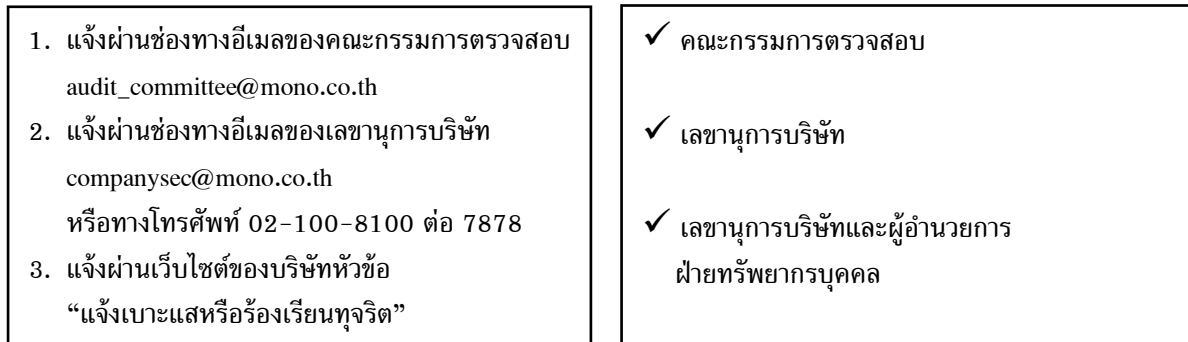 1. แจ้งผ่านช่องทางอีเมลของคณะกรรมการตรวจสอบ
audit_committee@mono.co.th
2. แจ้งผ่านช่องทางอีเมลของเลขานุการบริษัท
companysec@mono.co.th
หรือทางโทรศัพท์ 02-100-8100 ต่อ 7878
3. แจ้งผ่านเว็บไซต์ของบริษัทหัวข้อ
“แจ้งเบาะแสหรือร้องเรียนทุจริต”
✓ คณะกรรมการตรวจสอบ
✓ เลขานุการบริษัท
✓ เลขานุการบริษัทและผู้อำนวยการ
ฝ่ายทรัพยากรบุคคล